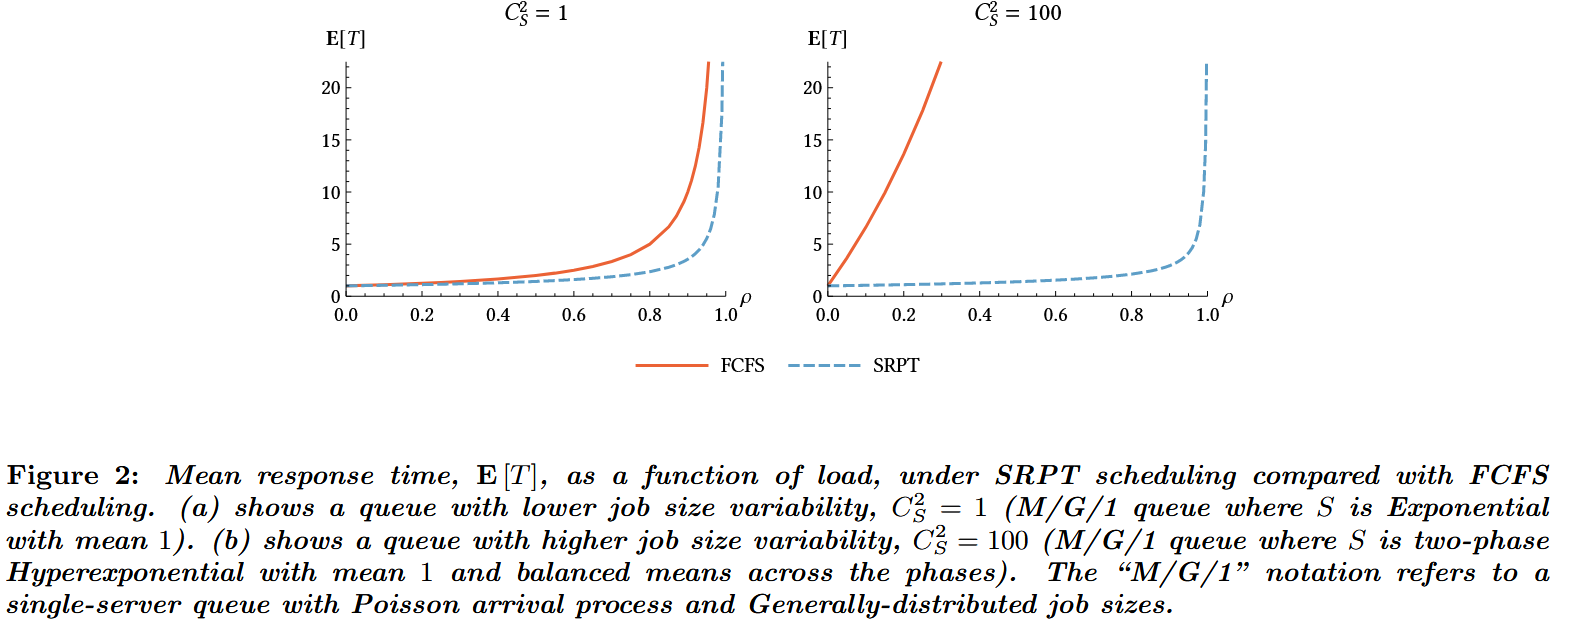 C_S^2 = 1 C_S^2 = 100
E[T] E[T]
20 20
15 15
10 10
5 5
0 ρ 0 ρ
0.0 0.2 0.4 0.6 0.8 1.0 0.0 0.2 0.4 0.6 0.8 1.0
FCFS SRPT
Figure 2: Mean response time, E [T], as a function of load, under SRPT scheduling compared with FCFS
scheduling. (a) shows a queue with lower job size variability, C_S^2 = 1 (M/G/1 queue where S is Exponential
with mean 1). (b) shows a queue with higher job size variability, C_S^2 = 100 (M/G/1 queue where S is two-phase
Hyperexponential with mean 1 and balanced means across the phases). The “M/G/1” notation refers to a
single-server queue with Poisson arrival process and Generally-distributed job sizes.